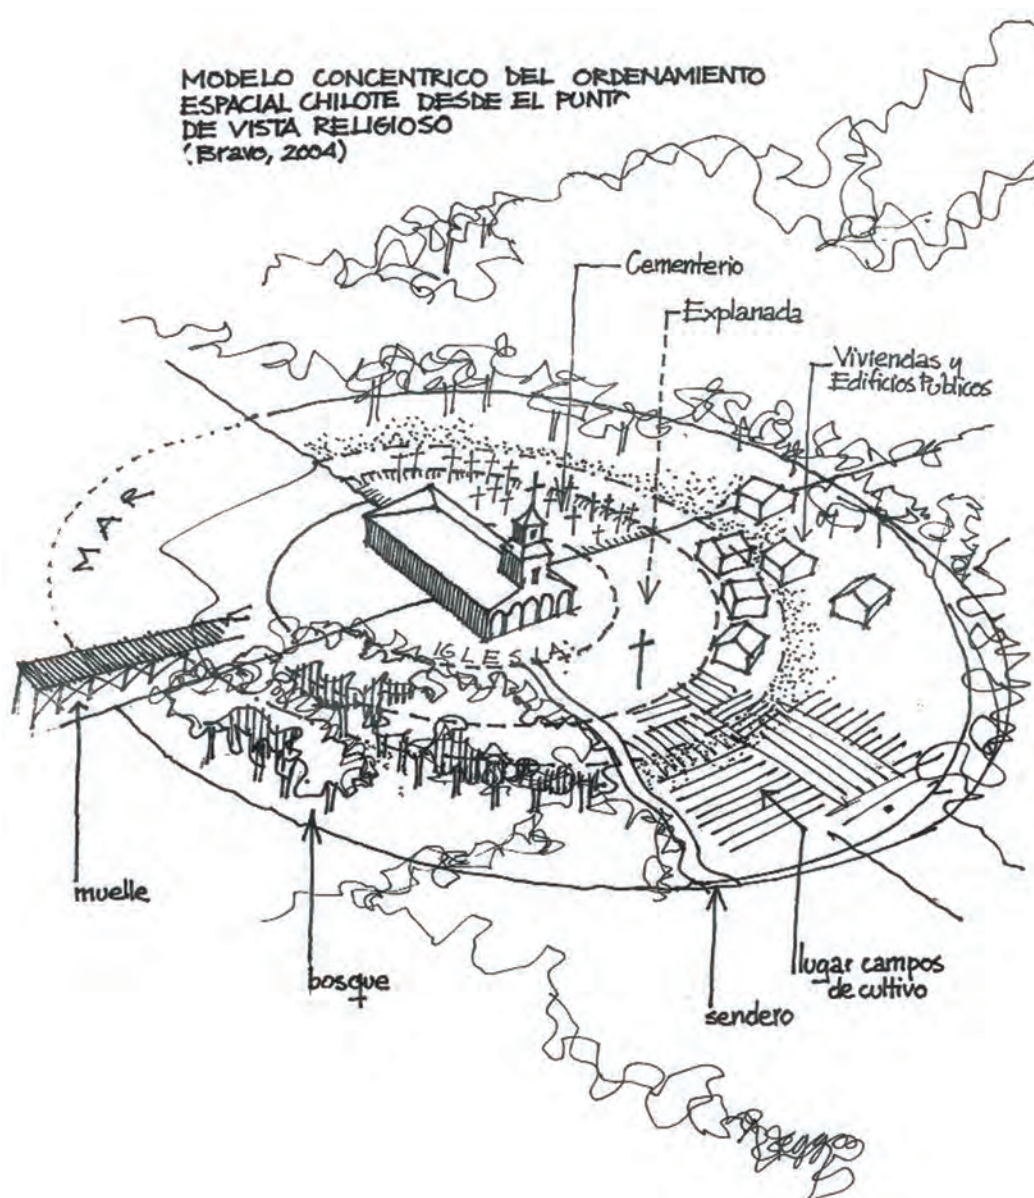 MODELO CONCENTRICO DEL ORDENAMIENTO
ESPACIAL CHILOTE DESDE EL PUNTO
DE VISTA RELIGIOSO
(Bravo, 2004)
Cementerio
Explanada
Viviendas y
Edificios Publicos
MAR
IGLESIA
muelle
bosque
lugar campos
de cultivo
sendero